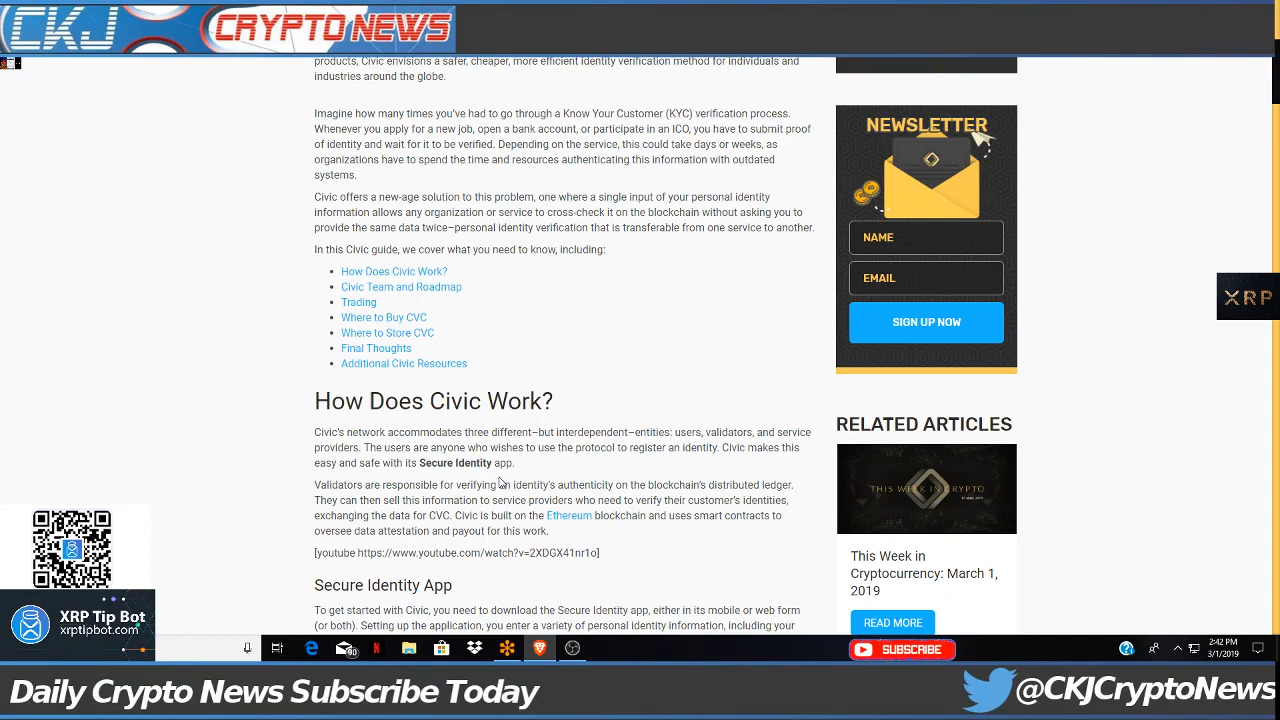 CKJ
CRYPTO NEWS
products, Civic envisions a safer, cheaper, more efficient identity verification method for individuals and
industries around the globe.
Imagine how many times you've had to go through a Know Your Customer (KYC) verification process.
Whenever you apply for a new job, open a bank account, or participate in an ICO, you have to submit proof
of identity and wait for it to be verified. Depending on the service, this could take days or weeks, as
organizations have to spend the time and resources authenticating this information with outdated
systems.
Civic offers a new-age solution to this problem, one where a single input of your personal identity
information allows any organization or service to cross-check it on the blockchain without asking you to
provide the same data twice–personal identity verification that is transferable from one service to another.
In this Civic guide, we cover what you need to know, including:
• How Does Civic Work?
• Civic Team and Roadmap
• Trading
• Where to Buy CVC
• Where to Store CVC
• Final Thoughts
• Additional Civic Resources
How Does Civic Work?
Civic's network accommodates three different–but interdependent–entities: users, validators, and service
providers. The users are anyone who wishes to use the protocol to register an identity. Civic makes this
easy and safe with its Secure Identity app.
Validators are responsible for verifying an identity's authenticity on the blockchain's distributed ledger.
They can then sell this information to service providers who need to verify their customer's identities,
exchanging the data for CVC. Civic is built on the Ethereum blockchain and uses smart contracts to
oversee data attestation and payout for this work.
[youtube https://www.youtube.com/watch?v=2XDGX41nr1o]
Secure Identity App
To get started with Civic, you need to download the Secure Identity app, either in its mobile or web form
(or both). Setting up the application, you enter a variety of personal identity information, including your
NEWSLETTER
NAME
EMAIL
SIGN UP NOW
XRP
RELATED ARTICLES
THIS WEEK IN CRYPTO
This Week in
Cryptocurrency: March 1,
2019
READ MORE
XRP Tip Bot
xrptipbot.com
SUBSCRIBE
2:42 PM
3/1/2019
Daily Crypto News Subscribe Today
@CKJCryptoNews